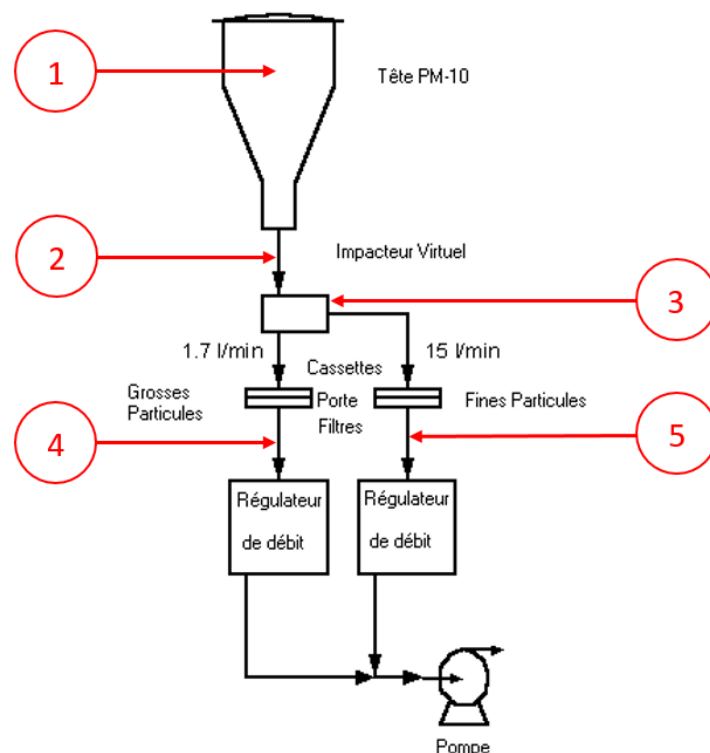 1
Tête PM-10
2
Impacteur Virtuel
3
1.7 l/min
Cassettes
15 l/min
Grosses
Particules
Porte
Filtres
Fines Particules
4
5
Régulateur
de débit
Régulateur
de débit
Pompe